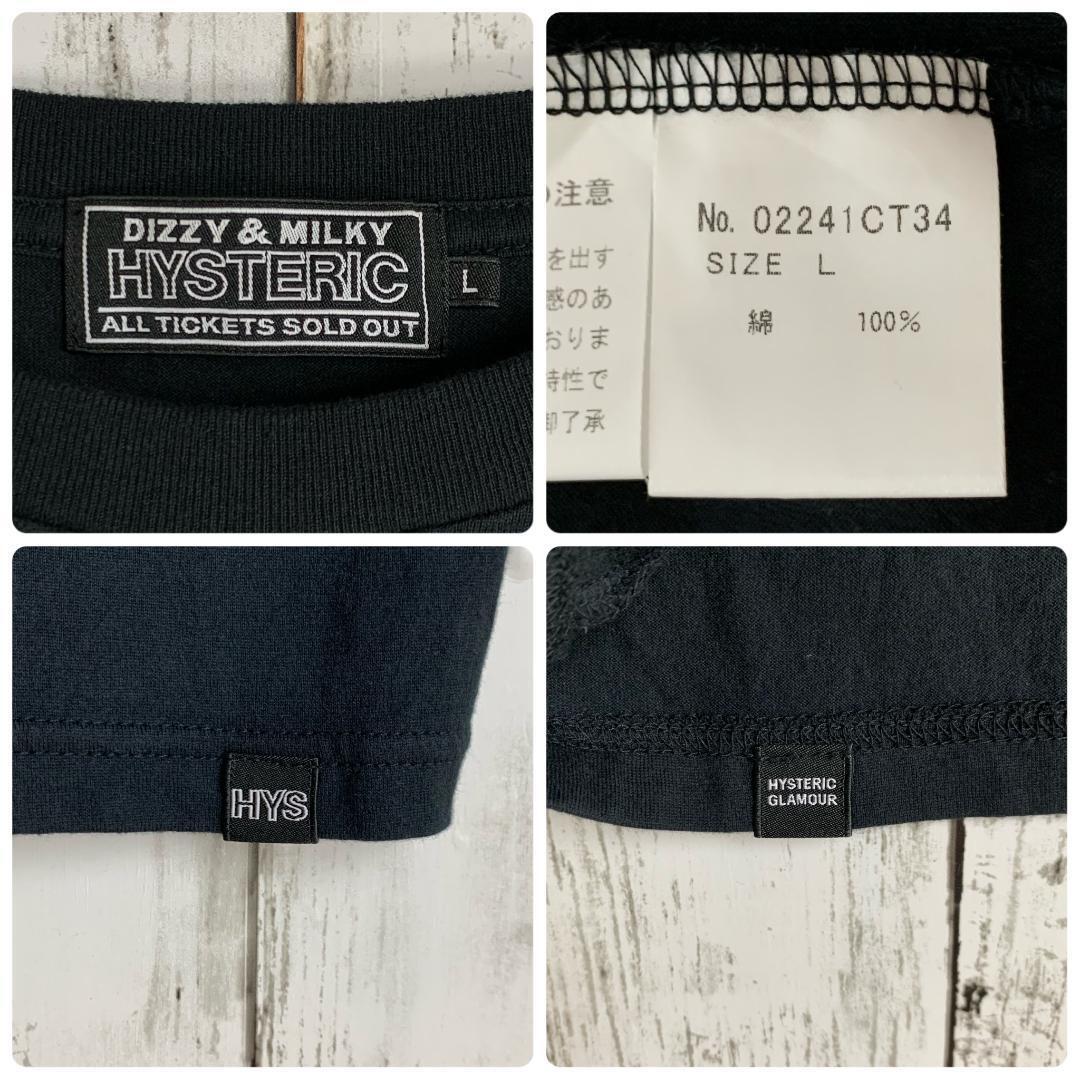 DIZZY & MILKY
HYSTERIC
ALL TICKETS SOLD OUT
L
注意
を出す
感のあ
おりま
特性で
御了承
No. 02241CT34
SIZE L
綿 100%
HYS
HYSTERIC
GLAMOUR